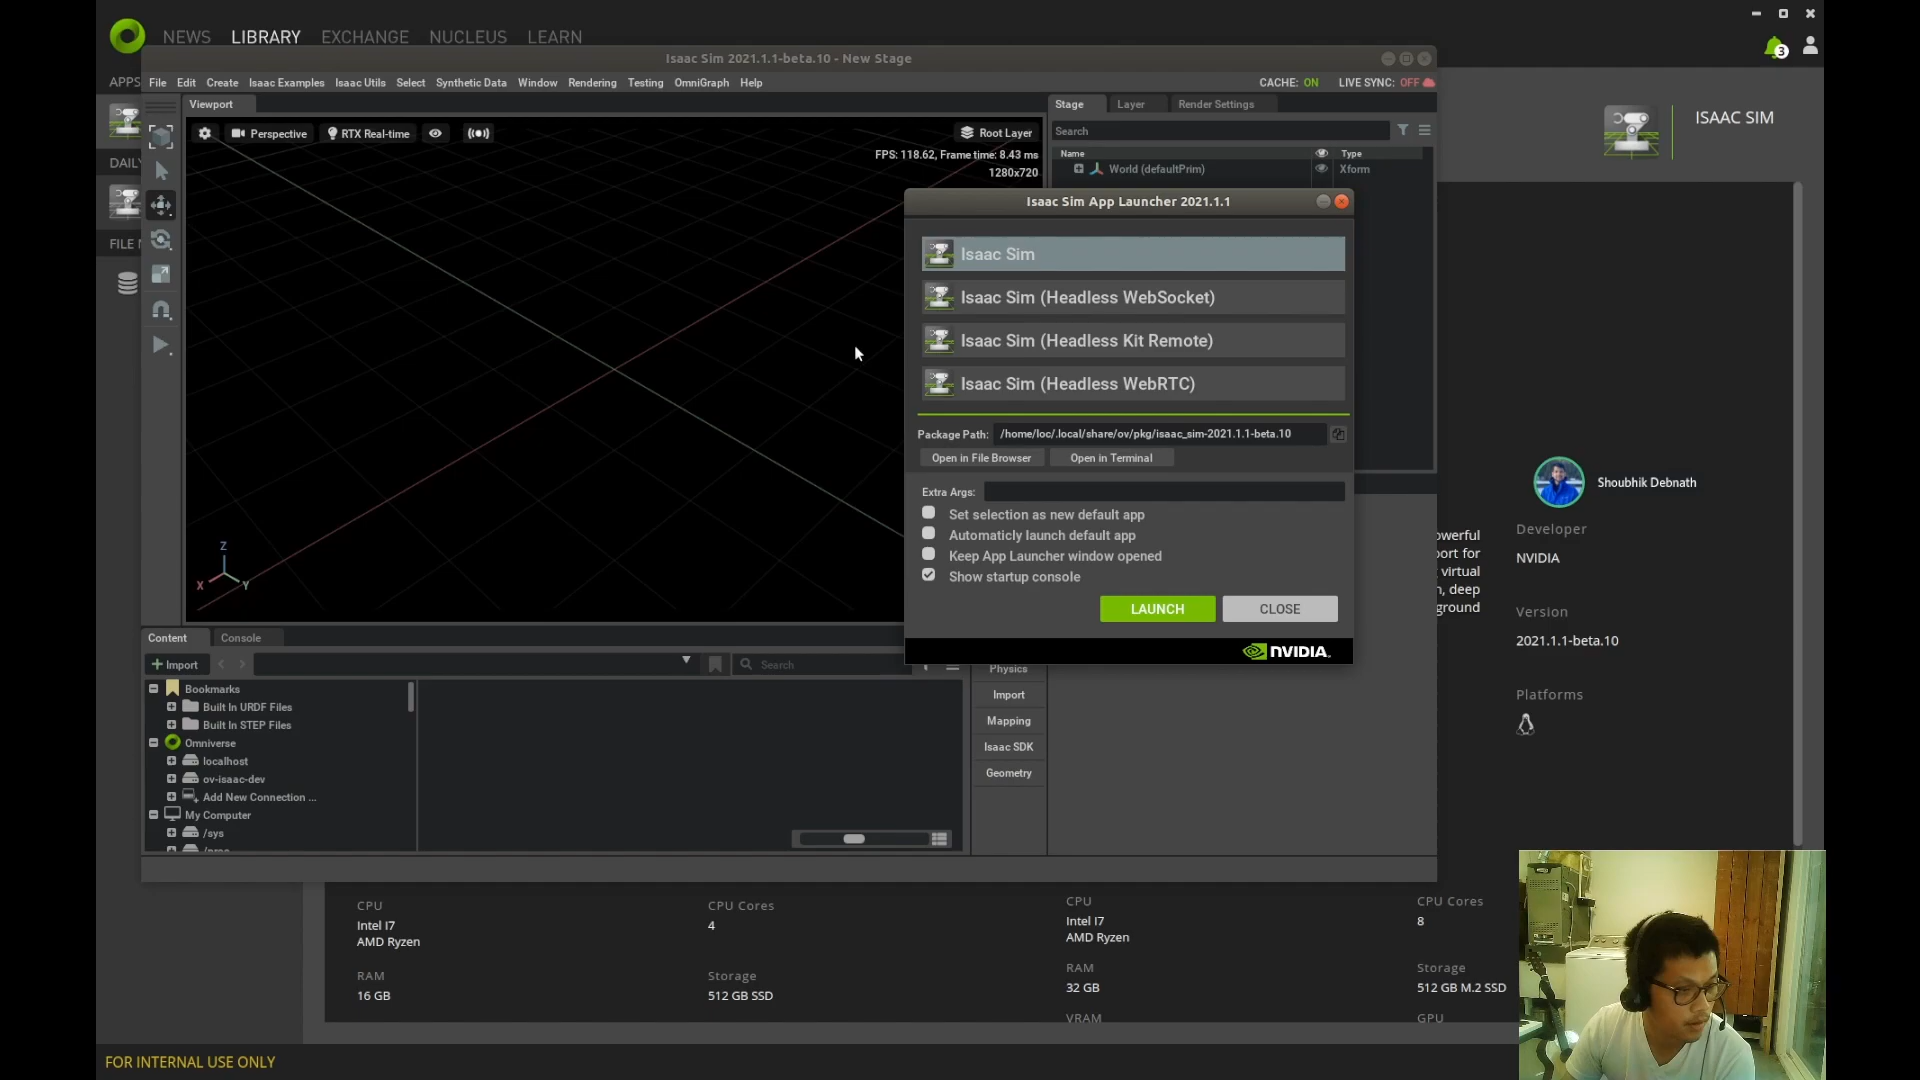 NEWS LIBRARY EXCHANGE NUCLEUS LEARN
3
APPS
Isaac Sim 2021.1.1-beta.10 - New Stage
File Edit Create Isaac Examples Isaac Utils Select Synthetic Data Window Rendering Testing OmniGraph Help
CACHE: ON LIVE SYNC: OFF
Viewport
Stage Layer Render Settings
Perspective RTX Real-time
Root Layer
Search
FPS: 118.62, Frame time: 8.43 ms
1280x720
Name Type
World (defaultPrim) Xform
ISAAC SIM
DAILY
FILE
Isaac Sim App Launcher 2021.1.1
Isaac Sim
Isaac Sim (Headless WebSocket)
Isaac Sim (Headless Kit Remote)
Isaac Sim (Headless WebRTC)
Package Path: /home/loc/.local/share/ov/pkg/isaac_sim-2021.1.1-beta.10
Open in File Browser Open in Terminal
Extra Args:
Set selection as new default app
Automaticly launch default app
Keep App Launcher window opened
Show startup console
LAUNCH CLOSE
NVIDIA.
Z
X Y
Content Console
Import
Search
Bookmarks
Built In URDF Files
Built In STEP Files
Omniverse
localhost
ov-isaac-dev
Add New Connection ...
My Computer
/sys
Physics
Import
Mapping
Isaac SDK
Geometry
Shoubhik Debnath
Developer
NVIDIA
Version
2021.1.1-beta.10
Platforms
owerful
port for
virtual
n, deep
ground
CPU
Intel I7
AMD Ryzen
CPU Cores
4
RAM
16 GB
Storage
512 GB SSD
CPU
Intel I7
AMD Ryzen
CPU Cores
8
RAM
32 GB
Storage
512 GB M.2 SSD
VRAM
GPU
FOR INTERNAL USE ONLY